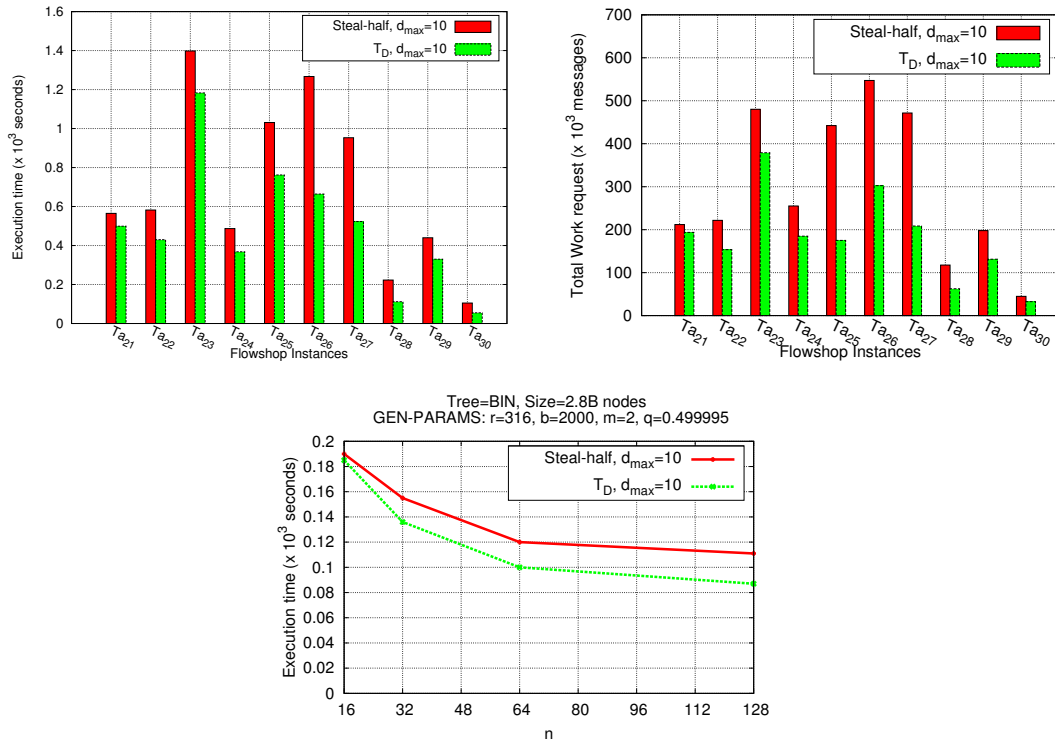 Steal-half, d_max=10
T_D, d_max=10
Execution time (x 10^3 seconds)
1.6
1.4
1.2
1
0.8
0.6
0.4
0.2
0
Ta_21 Ta_22 Ta_23 Ta_24 Ta_25 Ta_26 Ta_27 Ta_28 Ta_29 Ta_30
Flowshop Instances
Steal-half, d_max=10
T_D, d_max=10
Total Work request (x 10^3 messages)
700
600
500
400
300
200
100
0
Ta_21 Ta_22 Ta_23 Ta_24 Ta_25 Ta_26 Ta_27 Ta_28 Ta_29 Ta_30
Flowshop Instances
Tree=BIN, Size=2.8B nodes
GEN-PARAMS: r=316, b=2000, m=2, q=0.499995
Steal-half, d_max=10
T_D, d_max=10
Execution time (x 10^3 seconds)
0.2
0.18
0.16
0.14
0.12
0.1
0.08
0.06
0.04
0.02
0
16 32 48 64 80 96 112 128
n